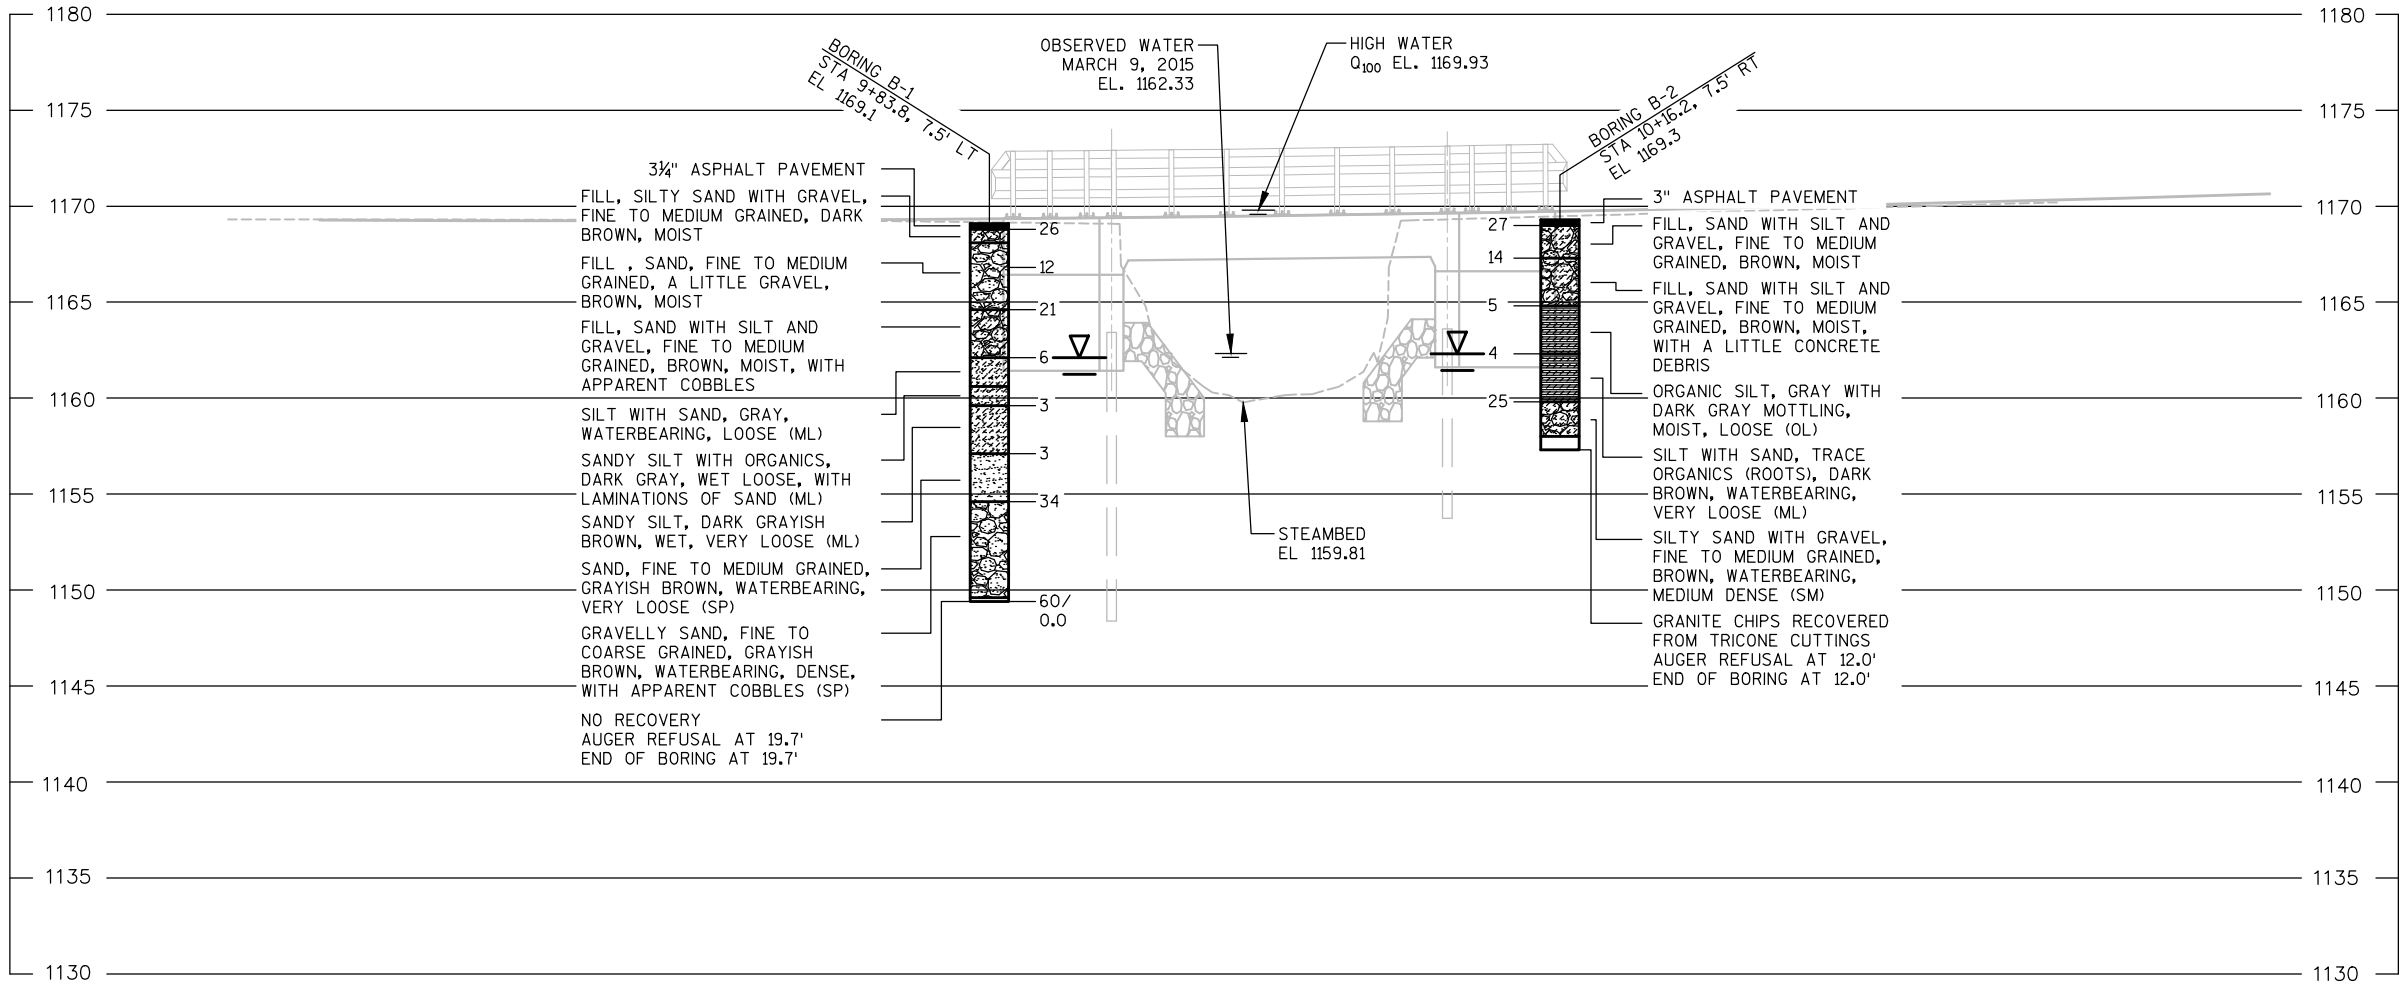 1180
1175
1170
1165
1160
1155
1150
1145
1140
1135
1130
BORING B-1
STA 9+83.8, 7.5' LT
EL 1169.1
3¼" ASPHALT PAVEMENT
FILL, SILTY SAND WITH GRAVEL,
FINE TO MEDIUM GRAINED, DARK
BROWN, MOIST
FILL , SAND, FINE TO MEDIUM
GRAINED, A LITTLE GRAVEL,
BROWN, MOIST
FILL, SAND WITH SILT AND
GRAVEL, FINE TO MEDIUM
GRAINED, BROWN, MOIST, WITH
APPARENT COBBLES
SILT WITH SAND, GRAY,
WATERBEARING, LOOSE (ML)
SANDY SILT WITH ORGANICS,
DARK GRAY, WET LOOSE, WITH
LAMINATIONS OF SAND (ML)
SANDY SILT, DARK GRAYISH
BROWN, WET, VERY LOOSE (ML)
SAND, FINE TO MEDIUM GRAINED,
GRAYISH BROWN, WATERBEARING,
VERY LOOSE (SP)
GRAVELLY SAND, FINE TO
COARSE GRAINED, GRAYISH
BROWN, WATERBEARING, DENSE,
WITH APPARENT COBBLES (SP)
NO RECOVERY
AUGER REFUSAL AT 19.7'
END OF BORING AT 19.7'
26
12
21
6
3
3
34
60/
0.0
OBSERVED WATER
MARCH 9, 2015
EL. 1162.33
HIGH WATER
Q100 EL. 1169.93
STEAMBED
EL 1159.81
27
14
5
4
25
BORING B-2
STA 10+16.2, 7.5' RT
EL 1169.3
3" ASPHALT PAVEMENT
FILL, SAND WITH SILT AND
GRAVEL, FINE TO MEDIUM
GRAINED, BROWN, MOIST
FILL, SAND WITH SILT AND
GRAVEL, FINE TO MEDIUM
GRAINED, BROWN, MOIST,
WITH A LITTLE CONCRETE
DEBRIS
ORGANIC SILT, GRAY WITH
DARK GRAY MOTTLING,
MOIST, LOOSE (OL)
SILT WITH SAND, TRACE
ORGANICS (ROOTS), DARK
BROWN, WATERBEARING,
VERY LOOSE (ML)
SILTY SAND WITH GRAVEL,
FINE TO MEDIUM GRAINED,
BROWN, WATERBEARING,
MEDIUM DENSE (SM)
GRANITE CHIPS RECOVERED
FROM TRICONE CUTTINGS
AUGER REFUSAL AT 12.0'
END OF BORING AT 12.0'
1180
1175
1170
1165
1160
1155
1150
1145
1140
1135
1130